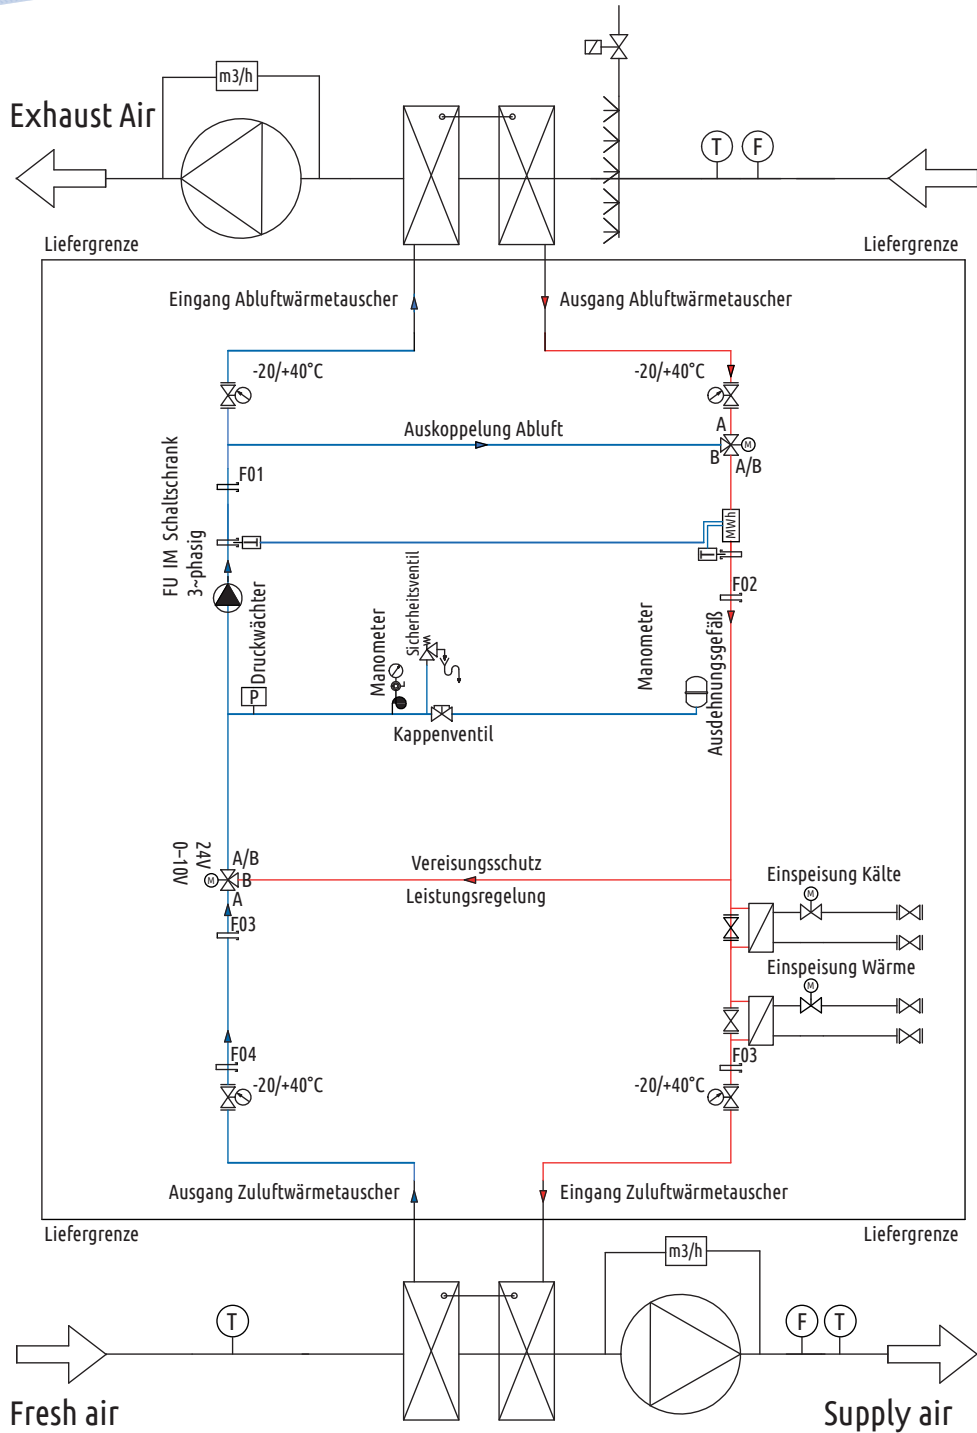 m3/h
Exhaust Air
T
F
Liefergrenze
Liefergrenze
Eingang Abluftwärmetauscher
Ausgang Abluftwärmetauscher
-20/+40°C
-20/+40°C
Auskoppelung Abluft
A
B
M
A/B
F01
FU IM Schaltschrank
3~phasig
MWh
F02
Druckwächter
Manometer
Sicherheitsventil
Manometer
Ausdehnungsgefäß
P
Kappenventil
24V
0-10V
A/B
M
B
A
Vereisungsschutz
Leistungsregelung
Einspeisung Kälte
M
F03
Einspeisung Wärme
M
F04
F03
-20/+40°C
-20/+40°C
Ausgang Zuluftwärmetauscher
Eingang Zuluftwärmetauscher
Liefergrenze
Liefergrenze
m3/h
T
F
T
Fresh air
Supply air